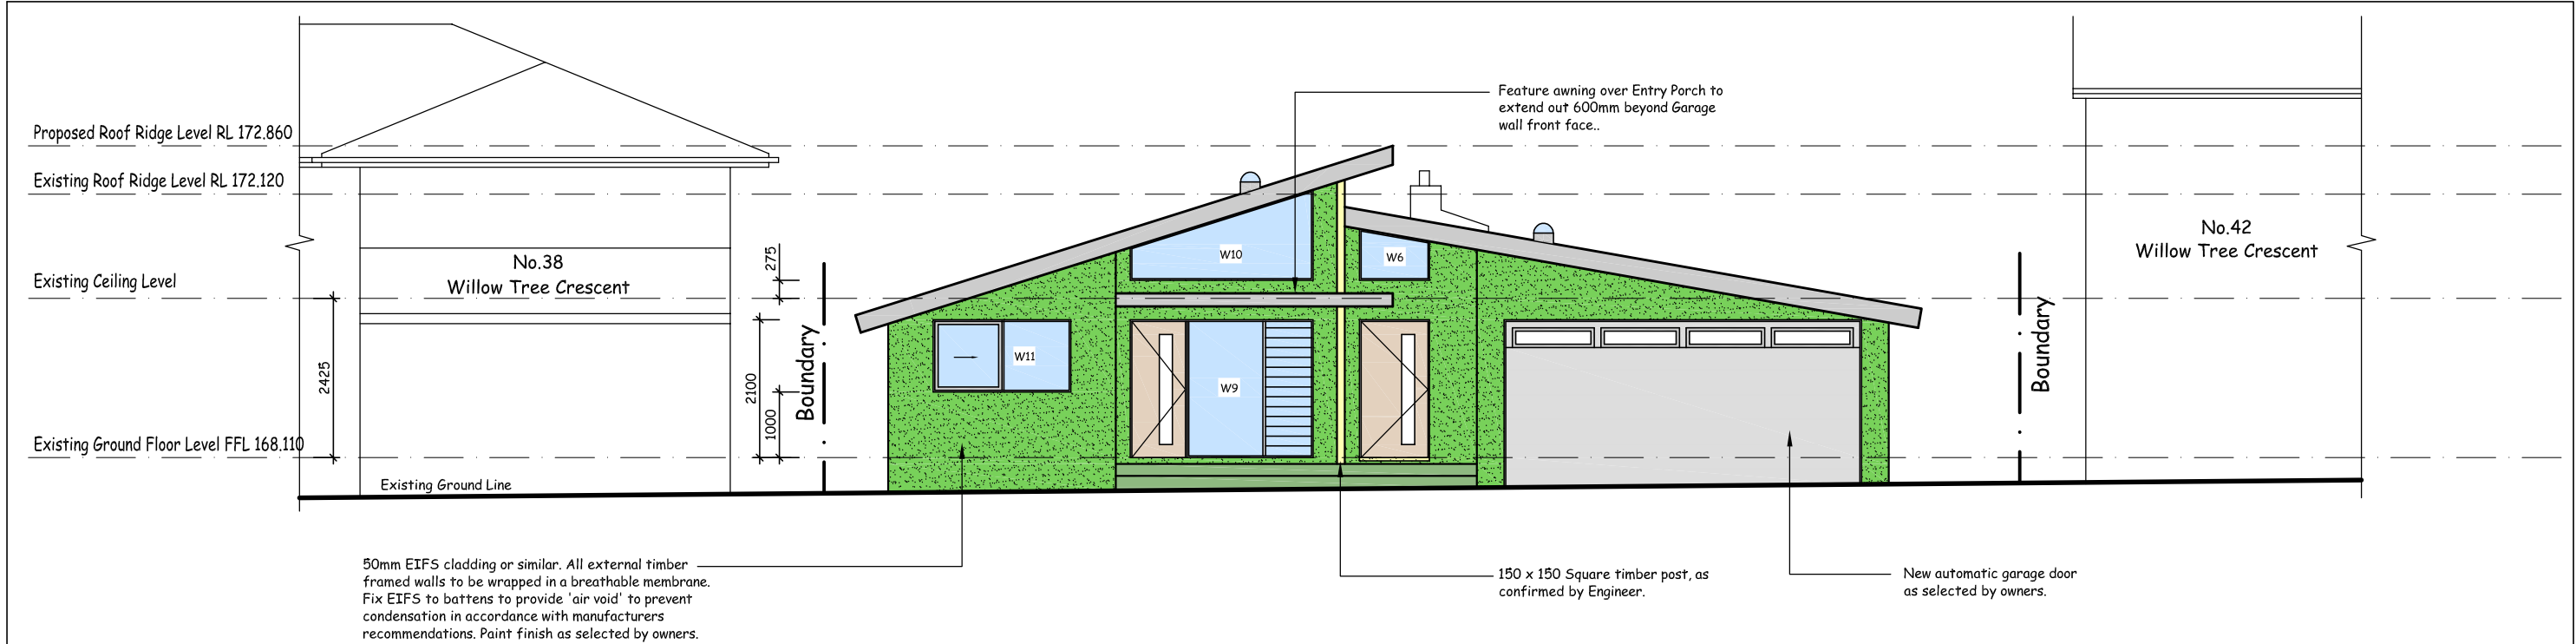 Proposed Roof Ridge Level RL 172.860
Existing Roof Ridge Level RL 172.120
Existing Ceiling Level
Existing Ground Floor Level FFL 168.110
2425
No.38
Willow Tree Crescent
Existing Ground Line
275
2100
1000
Boundary
Feature awning over Entry Porch to
extend out 600mm beyond Garage
wall front face..
W10
W6
W11
W9
Boundary
No.42
Willow Tree Crescent
50mm EIFS cladding or similar. All external timber
framed walls to be wrapped in a breathable membrane.
Fix EIFS to battens to provide 'air void' to prevent
condensation in accordance with manufacturers
recommendations. Paint finish as selected by owners.
150 x 150 Square timber post, as
confirmed by Engineer.
New automatic garage door
as selected by owners.